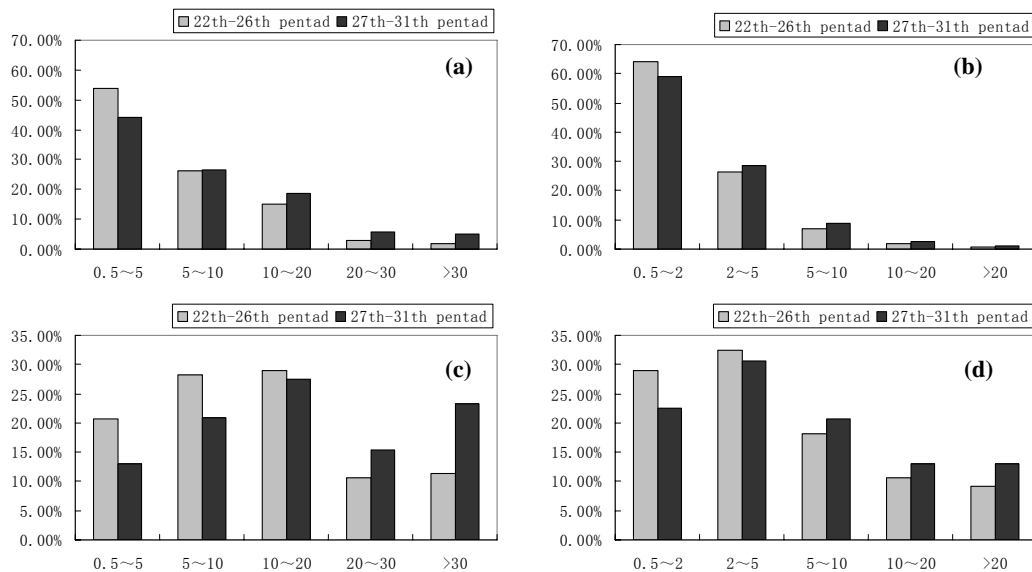 22th-26th pentad 27th-31th pentad
70.00%
60.00%
50.00%
40.00%
30.00%
20.00%
10.00%
0.00%
(a)
0.5～5 5～10 10～20 20～30 >30
22th-26th pentad 27th-31th pentad
70.00%
60.00%
50.00%
40.00%
30.00%
20.00%
10.00%
0.00%
(b)
0.5～2 2～5 5～10 10～20 >20
22th-26th pentad 27th-31th pentad
35.00%
30.00%
25.00%
20.00%
15.00%
10.00%
5.00%
0.00%
(c)
0.5～5 5～10 10～20 20～30 >30
22th-26th pentad 27th-31th pentad
35.00%
30.00%
25.00%
20.00%
15.00%
10.00%
5.00%
0.00%
(d)
0.5～2 2～5 5～10 10～20 >20